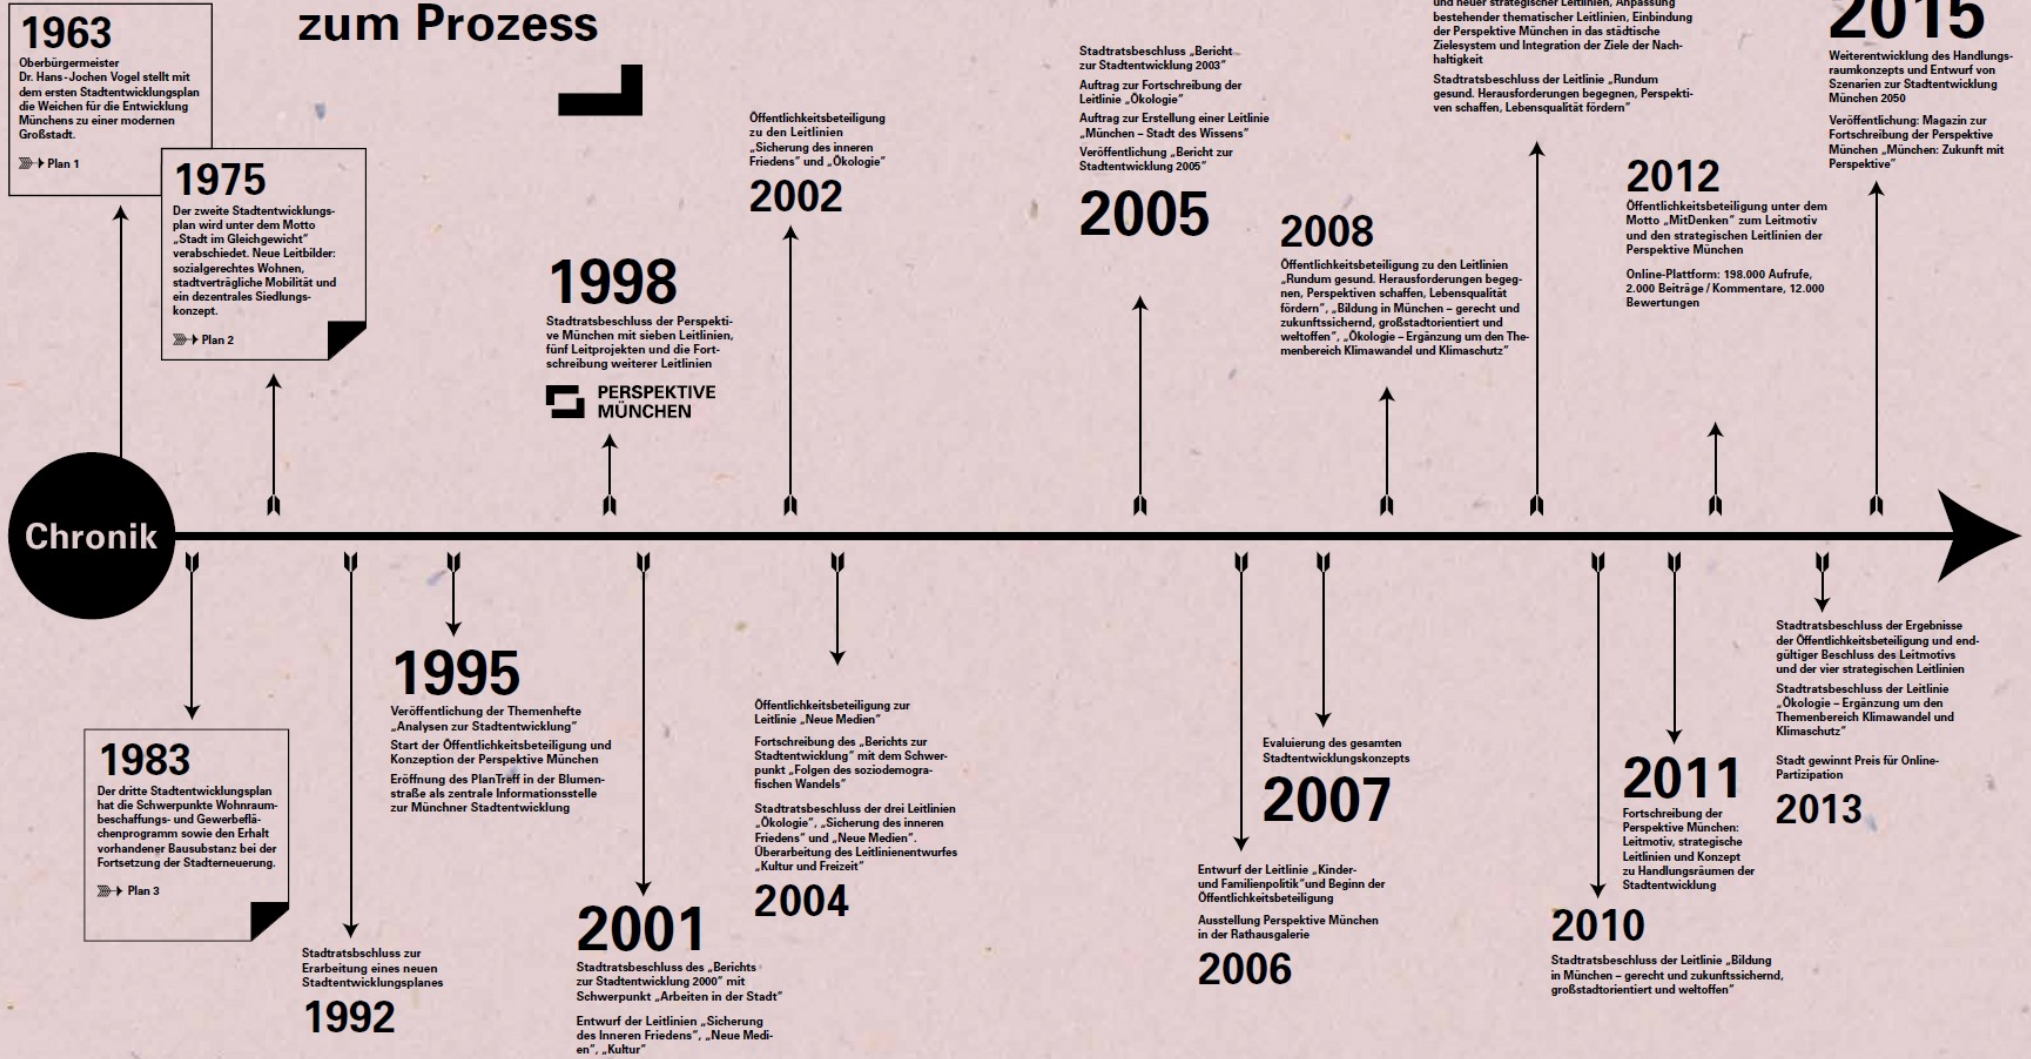 zum Prozess
1963
Oberbürgermeister
Dr. Hans-Jochen Vogel stellt mit
dem ersten Stadtentwicklungsplan
die Weichen für die Entwicklung
Münchens zu einer modernen
Großstadt.
Plan 1
1975
Der zweite Stadtentwicklungs-
plan wird unter dem Motto
„Stadt im Gleichgewicht"
verabschiedet. Neue Leitbilder:
sozialgerechtes Wohnen,
stadtverträgliche Mobilität und
ein dezentrales Siedlungs-
konzept.
Plan 2
1998
Stadtratsbeschluss der Perspekti-
ve München mit sieben Leitlinien,
fünf Leitprojekten und die Fort-
schreibung weiterer Leitlinien
PERSPEKTIVE
MÜNCHEN
Öffentlichkeitsbeteiligung
zu den Leitlinien
„Sicherung des inneren
Friedens" und „Ökologie"
2002
Stadtratsbeschluss „Bericht
zur Stadtentwicklung 2003"
Auftrag zur Fortschreibung der
Leitlinie „Ökologie"
Auftrag zur Erstellung einer Leitlinie
„München – Stadt des Wissens"
Veröffentlichung „Bericht zur
Stadtentwicklung 2005"
2005
2008
Öffentlichkeitsbeteiligung zu den Leitlinien
„Rundum gesund. Herausforderungen begeg-
nen, Perspektiven schaffen, Lebensqualität
fördern", „Bildung in München – gerecht und
zukunftssichernd, großstadtorientiert und
weltoffen", „Ökologie – Ergänzung um den The-
menbereich Klimawandel und Klimaschutz"
und neuer strategischer Leitlinien, Anpassung
bestehender thematischer Leitlinien, Einbindung
der Perspektive München in das städtische
Zielesystem und Integration der Ziele der Nach-
haltigkeit
Stadtratsbeschluss der Leitlinie „Rundum
gesund. Herausforderungen begegnen, Perspekti-
ven schaffen, Lebensqualität fördern"
2012
Öffentlichkeitsbeteiligung unter dem
Motto „MitDenken" zum Leitmotiv
und den strategischen Leitlinien der
Perspektive München
Online-Plattform: 198.000 Aufrufe,
2.000 Beiträge / Kommentare, 12.000
Bewertungen
2015
Weiterentwicklung des Handlungs-
raumkonzepts und Entwurf von
Szenarien zur Stadtentwicklung
München 2050
Veröffentlichung: Magazin zur
Fortschreibung der Perspektive
München „München: Zukunft mit
Perspektive"
Chronik
1983
Der dritte Stadtentwicklungsplan
hat die Schwerpunkte Wohnraum-
beschaffungs- und Gewerbeflä-
chenprogramm sowie den Erhalt
vorhandener Bausubstanz bei der
Fortsetzung der Stadterneuerung.
Plan 3
Stadtratsbschluss zur
Erarbeitung eines neuen
Stadtentwicklungsplanes
1992
1995
Veröffentlichung der Themenhefte
„Analysen zur Stadtentwicklung"
Start der Öffentlichkeitsbeteiligung und
Konzeption der Perspektive München
Eröffnung des PlanTreff in der Blumen-
straße als zentrale Informationsstelle
zur Münchner Stadtentwicklung
2001
Stadtratsbeschluss des „Berichts
zur Stadtentwicklung 2000" mit
Schwerpunkt „Arbeiten in der Stadt"
Entwurf der Leitlinien „Sicherung
des Inneren Friedens", „Neue Medi-
en", „Kultur"
Öffentlichkeitsbeteiligung zur
Leitlinie „Neue Medien"
Fortschreibung des „Berichts zur
Stadtentwicklung" mit dem Schwer-
punkt „Folgen des soziodemogra-
fischen Wandels"
Stadtratsbeschluss der drei Leitlinien
„Ökologie", „Sicherung des inneren
Friedens" und „Neue Medien".
Überarbeitung des Leitlinienentwurfes
„Kultur und Freizeit"
2004
Entwurf der Leitlinie „Kinder-
und Familienpolitik"und Beginn der
Öffentlichkeitsbeteiligung
Ausstellung Perspektive München
in der Rathausgalerie
2006
Evaluierung des gesamten
Stadtentwicklungskonzepts
2007
2010
Stadtratsbeschluss der Leitlinie „Bildung
in München – gerecht und zukunftssichernd,
großstadtorientiert und weltoffen"
2011
Fortschreibung der
Perspektive München:
Leitmotiv, strategische
Leitlinien und Konzept
zu Handlungsräumen der
Stadtentwicklung
Stadtratsbeschluss der Ergebnisse
der Öffentlichkeitsbeteiligung und end-
gültiger Beschluss des Leitmotivs
und der vier strategischen Leitlinien
Stadtratsbeschluss der Leitlinie
„Ökologie – Ergänzung um den
Themenbereich Klimawandel und
Klimaschutz"
Stadt gewinnt Preis für Online-
Partizipation
2013